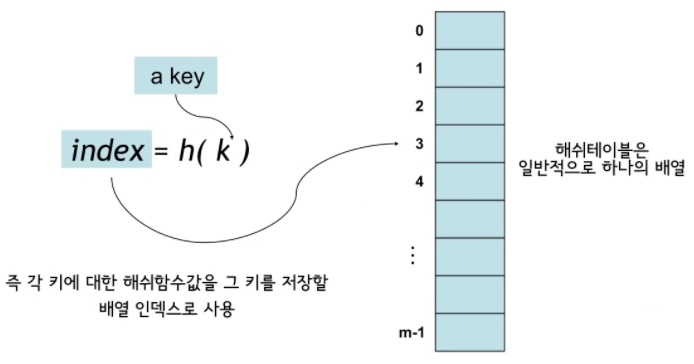 a key
index = h( k )
즉 각 키에 대한 해쉬함수값을 그 키를 저장할
배열 인덱스로 사용
0
1
2
3
4
⋮
m-1
해쉬테이블은
일반적으로 하나의 배열